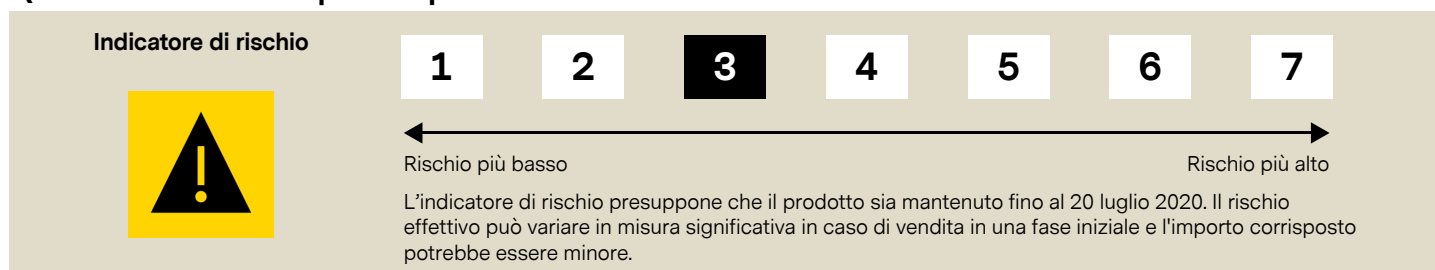 Indicatore di rischio
1 2 3 4 5 6 7
Rischio più basso Rischio più alto
L'indicatore di rischio presuppone che il prodotto sia mantenuto fino al 20 luglio 2020. Il rischio
effettivo può variare in misura significativa in caso di vendita in una fase iniziale e l'importo corrisposto
potrebbe essere minore.